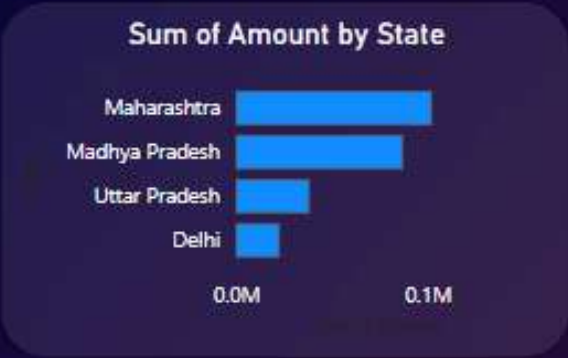 Sum of Amount by State
Maharashtra
Madhya Pradesh
Uttar Pradesh
Delhi
0.0M 0.1M